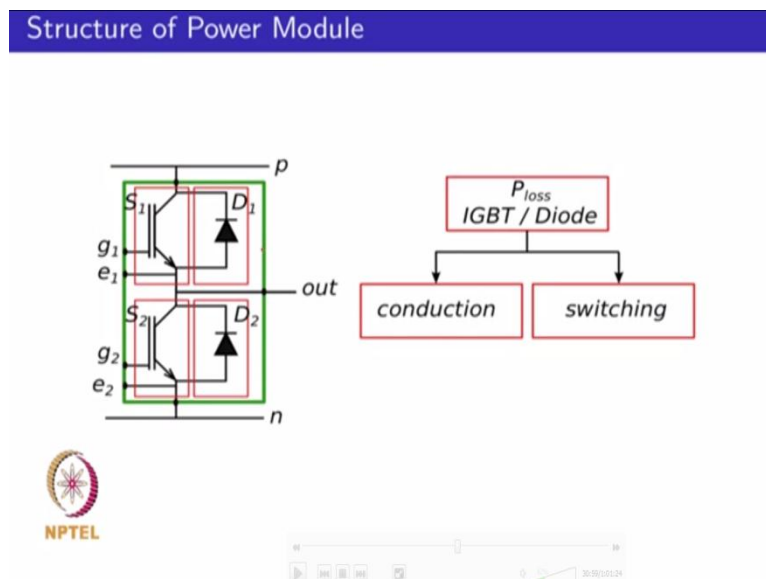 Structure of Power Module
p
S1
D1
g1
e1
out
S2
D2
g2
e2
n
Ploss
IGBT / Diode
conduction
switching
NPTEL